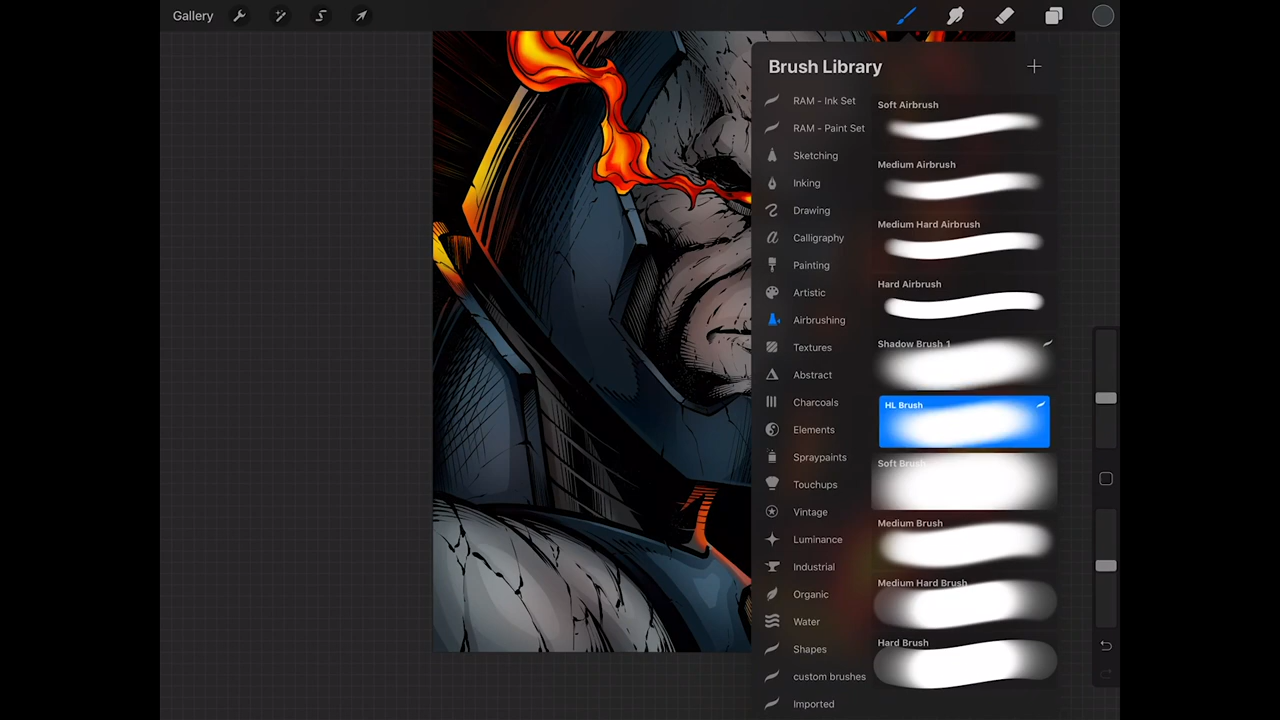 Gallery
Brush Library
RAM - Ink Set
RAM - Paint Set
Sketching
Inking
Drawing
Calligraphy
Painting
Artistic
Airbrushing
Textures
Abstract
Charcoals
Elements
Spraypaints
Touchups
Vintage
Luminance
Industrial
Organic
Water
Shapes
custom brushes
Imported
Soft Airbrush
Medium Airbrush
Medium Hard Airbrush
Hard Airbrush
Shadow Brush 1
HL Brush
Soft Brush
Medium Brush
Medium Hard Brush
Hard Brush